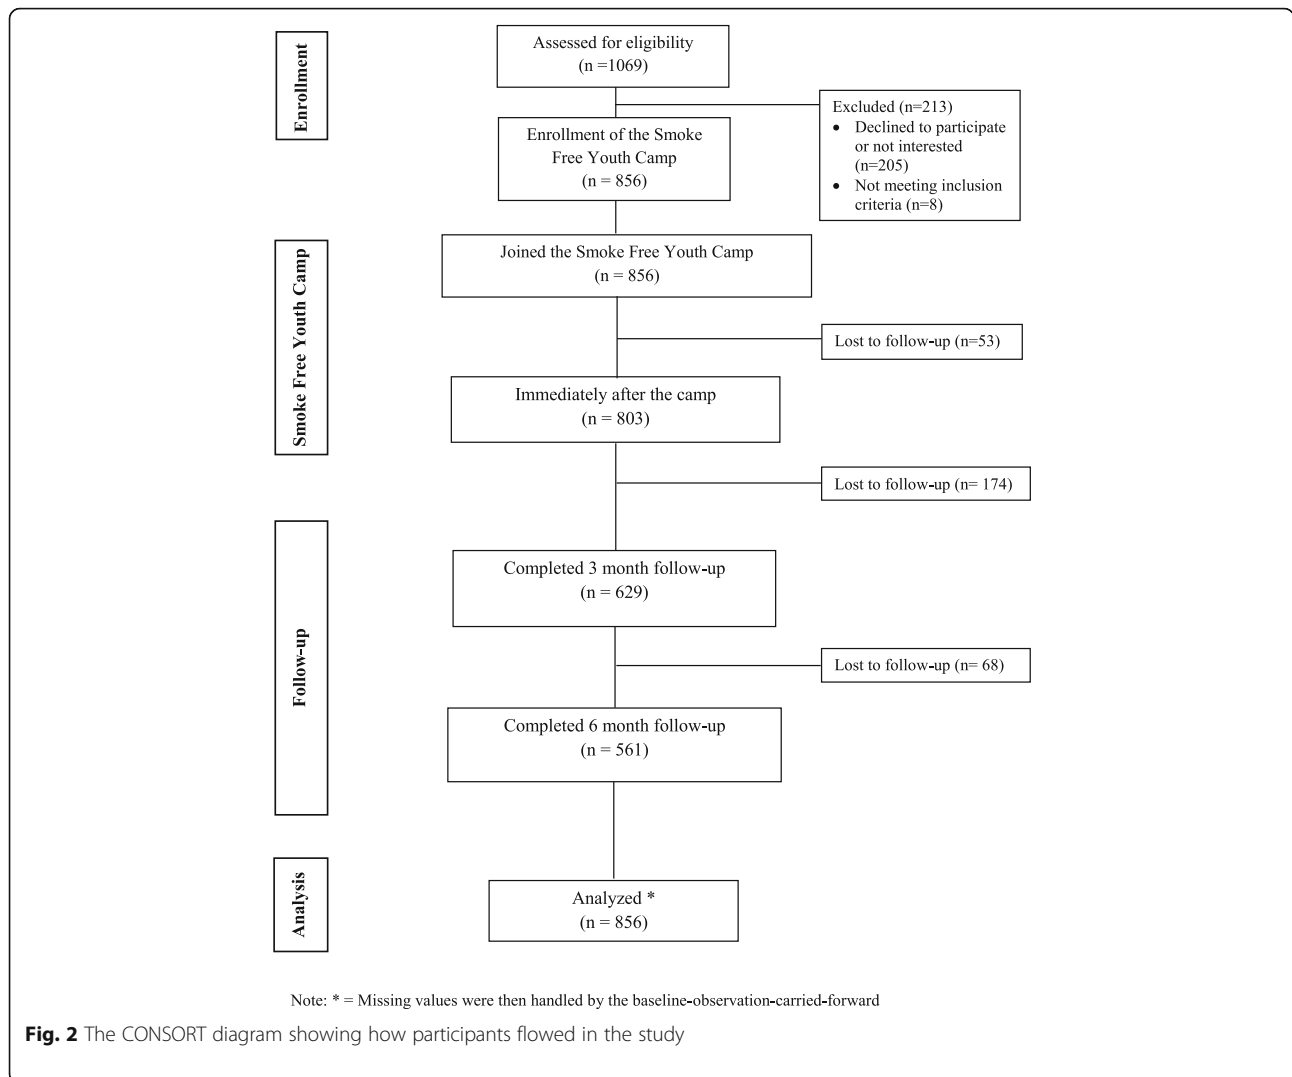 Enrollment
Assessed for eligibility
(n =1069)
Excluded (n=213)
• Declined to participate
or not interested
(n=205)
• Not meeting inclusion
criteria (n=8)
Enrollment of the Smoke
Free Youth Camp
(n = 856)
Smoke Free Youth Camp
Joined the Smoke Free Youth Camp
(n = 856)
Lost to follow-up (n=53)
Immediately after the camp
(n = 803)
Lost to follow-up (n= 174)
Follow-up
Completed 3 month follow-up
(n = 629)
Lost to follow-up (n= 68)
Completed 6 month follow-up
(n = 561)
Analysis
Analyzed *
(n = 856)
Note: * = Missing values were then handled by the baseline-observation-carried-forward
Fig. 2 The CONSORT diagram showing how participants flowed in the study